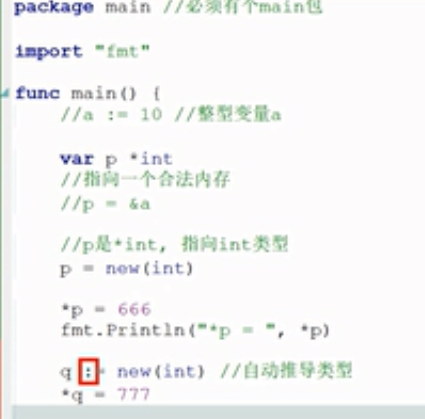 package main //必须有个main包
import "fmt"
func main() {
//a := 10 //整型变量a
var p *int
//指向一个合法内存
//p = &a
//p是*int, 指向int类型
p = new(int)
*p = 666
fmt.Println("*p = ", *p)
q := new(int) //自动推导类型
*q = 777